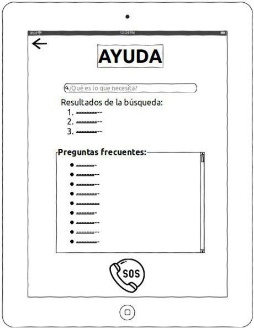 AYUDA
¿Qué es lo que necesita?
Resultados de la búsqueda:
1.
2.
3.
Preguntas frecuentes:
SOS